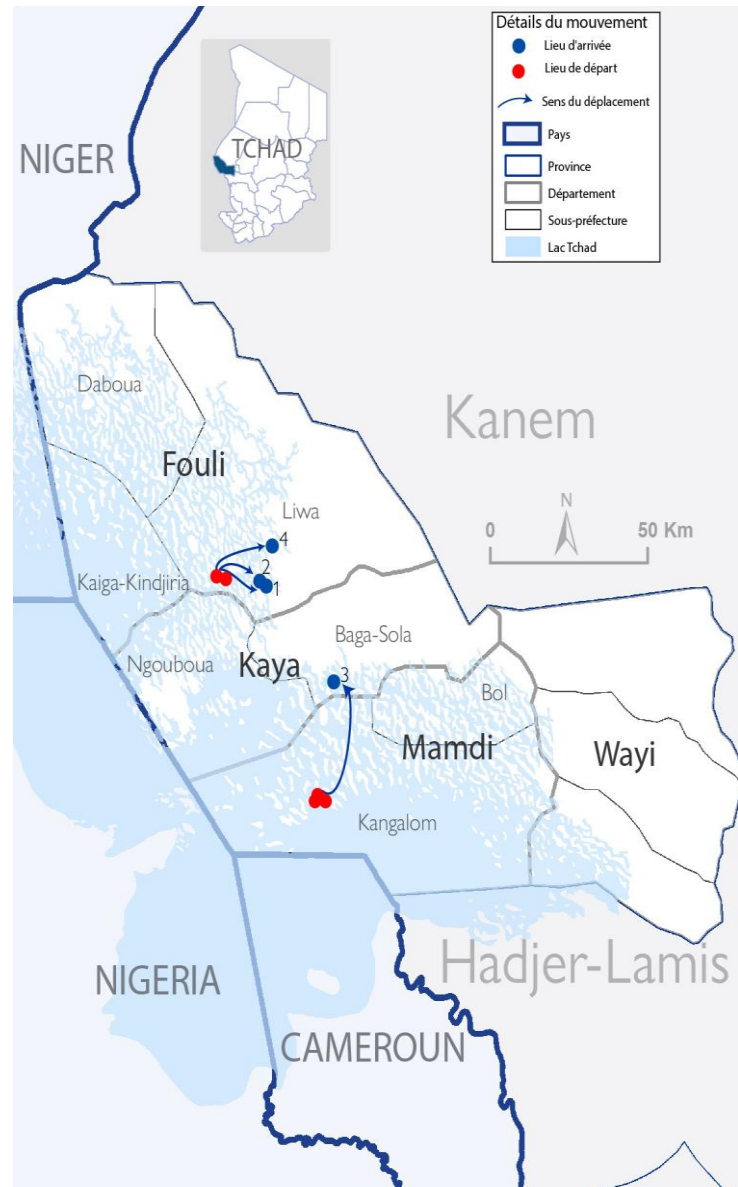 Détails du mouvement
Lieu d'arrivée
Lieu de départ
Sens du déplacement
Pays
Province
Département
Sous-préfecture
Lac Tchad
TCHAD
NIGER
Kanem
Daboua
Fouli
Liwa
N
0 50 Km
4
2
1
Kaiga-Kindjiria
Baga-Sola
Ngouboua
Kaya
3
Bol
Mamdi
Wayi
Kangalom
Hadjer-Lamis
NIGERIA
CAMEROUN